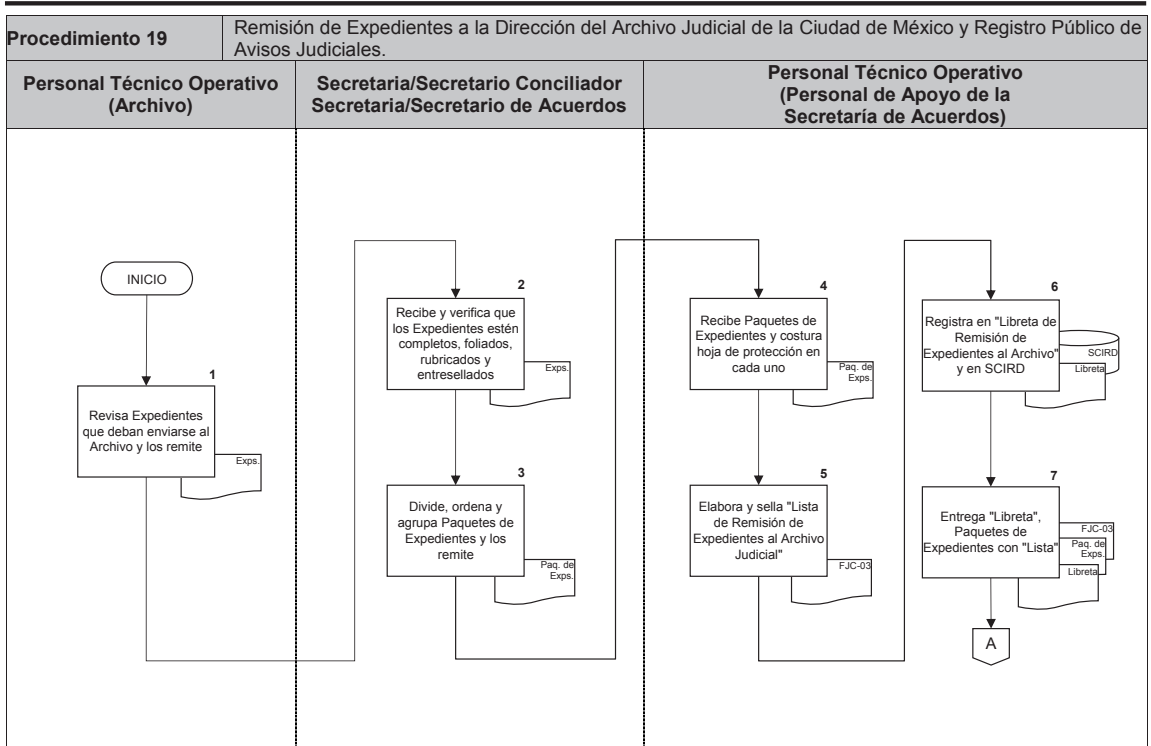 Procedimiento 19
Remisión de Expedientes a la Dirección del Archivo Judicial de la Ciudad de México y Registro Público de
Avisos Judiciales.
Personal Técnico Operativo
(Archivo)
Secretaria/Secretario Conciliador
Secretaria/Secretario de Acuerdos
Personal Técnico Operativo
(Personal de Apoyo de la
Secretaría de Acuerdos)
INICIO
1
Revisa Expedientes
que deban enviarse al
Archivo y los remite
Exps.
2
Recibe y verifica que
los Expedientes estén
completos, foliados,
rubricados y
entresellados
Exps.
3
Divide, ordena y
agrupa Paquetes de
Expedientes y los
remite
Paq. de
Exps.
4
Recibe Paquetes de
Expedientes y costura
hoja de protección en
cada uno
Paq. de
Exps.
5
Elabora y sella "Lista
de Remisión de
Expedientes al Archivo
Judicial"
FJC-03
6
Registra en "Libreta de
Remisión de
Expedientes al Archivo"
y en SCIRD
SCIRD
Libreta
7
Entrega "Libreta",
Paquetes de
Expedientes con "Lista"
FJC-03
Paq. de
Exps.
Libreta
A